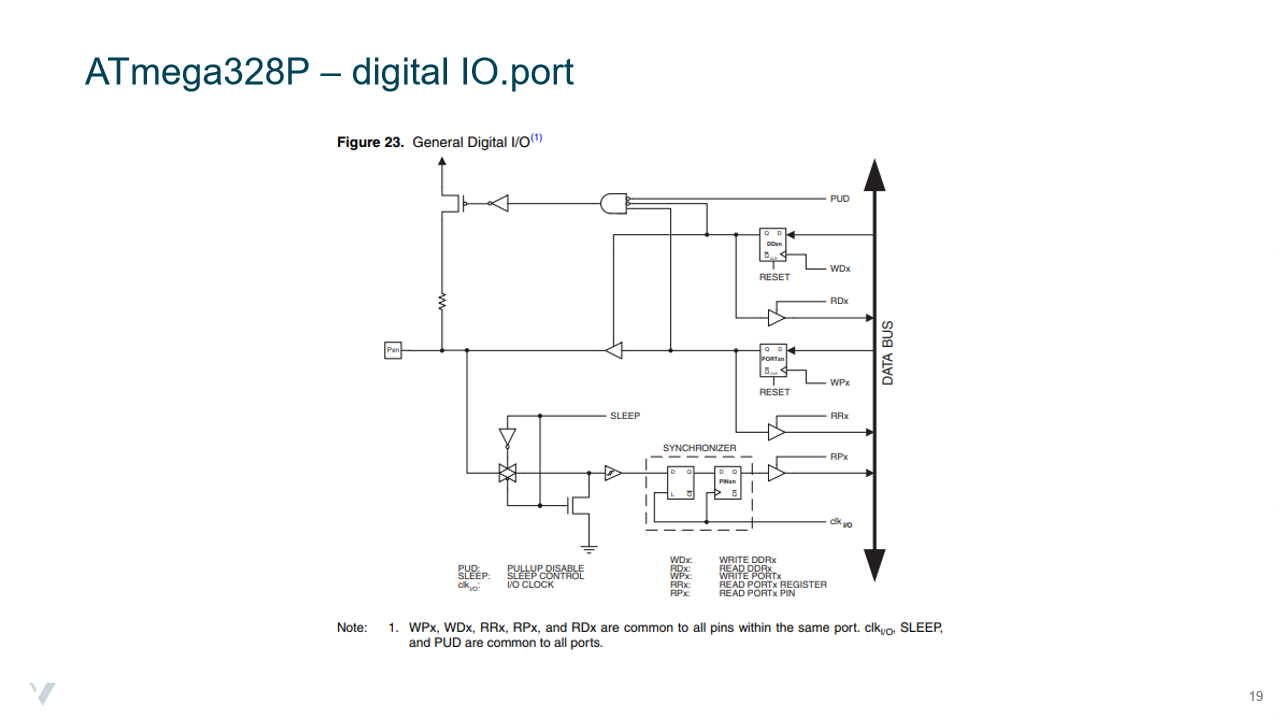 ATmega328P – digital IO.port
Figure 23. General Digital I/O(1)
PUD
Q D
DDxn
Q CLR
RESET
WDx
RDx
Pxn
Q D
PORTxn
Q CLR
RESET
WPx
DATA BUS
SLEEP
RRx
SYNCHRONIZER
RPx
D Q
L Q
D Q
PINxn
Q
clk I/O
PUD: PULLUP DISABLE
SLEEP: SLEEP CONTROL
clkI/O: I/O CLOCK
WDx: WRITE DDRx
RDx: READ DDRx
WPx: WRITE PORTx
RRx: READ PORTx REGISTER
RPx: READ PORTx PIN
Note: 1. WPx, WDx, RRx, RPx, and RDx are common to all pins within the same port. clkI/O, SLEEP,
and PUD are common to all ports.
19